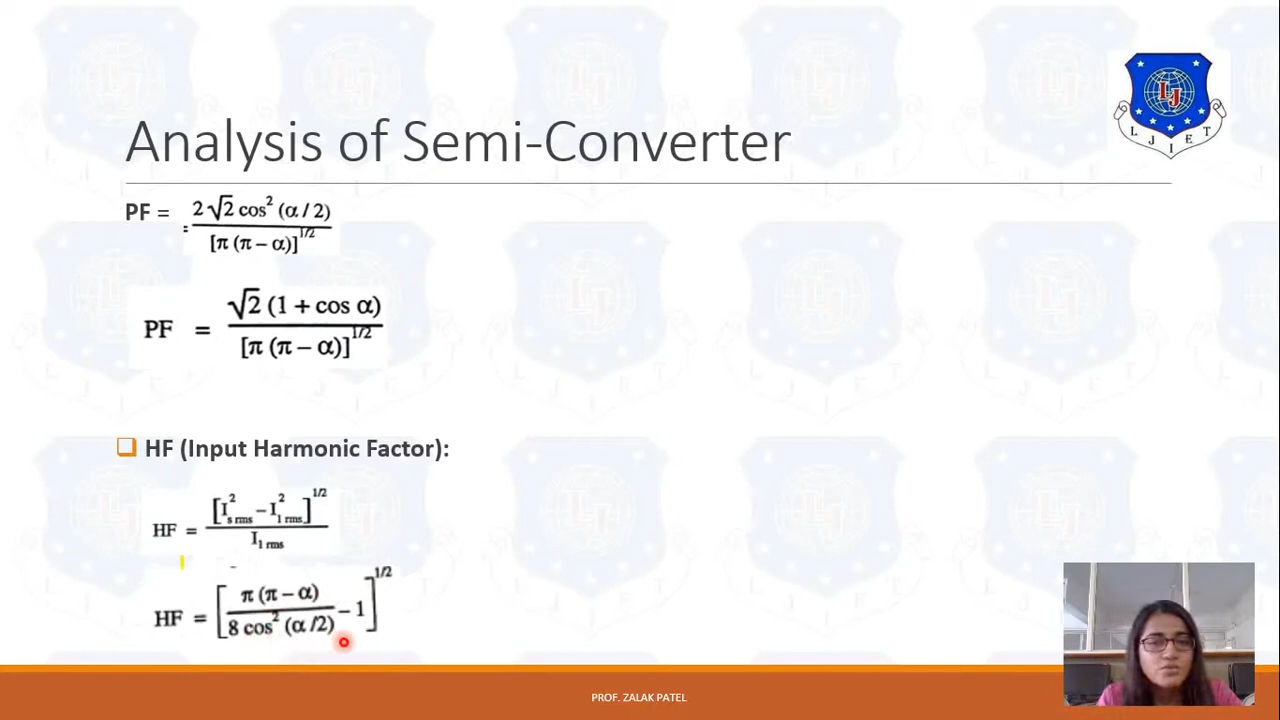 Analysis of Semi-Converter
LJIET
PF = = 2√2 cos² (α / 2) / [π (π – α)]^1/2
PF = √2 (1 + cos α) / [π (π – α)]^1/2
HF (Input Harmonic Factor):
HF = [I²s rms – I²1 rms]^1/2 / I1 rms
HF = [π (π – α) / 8 cos² (α /2) – 1]^1/2
PROF. ZALAK PATEL